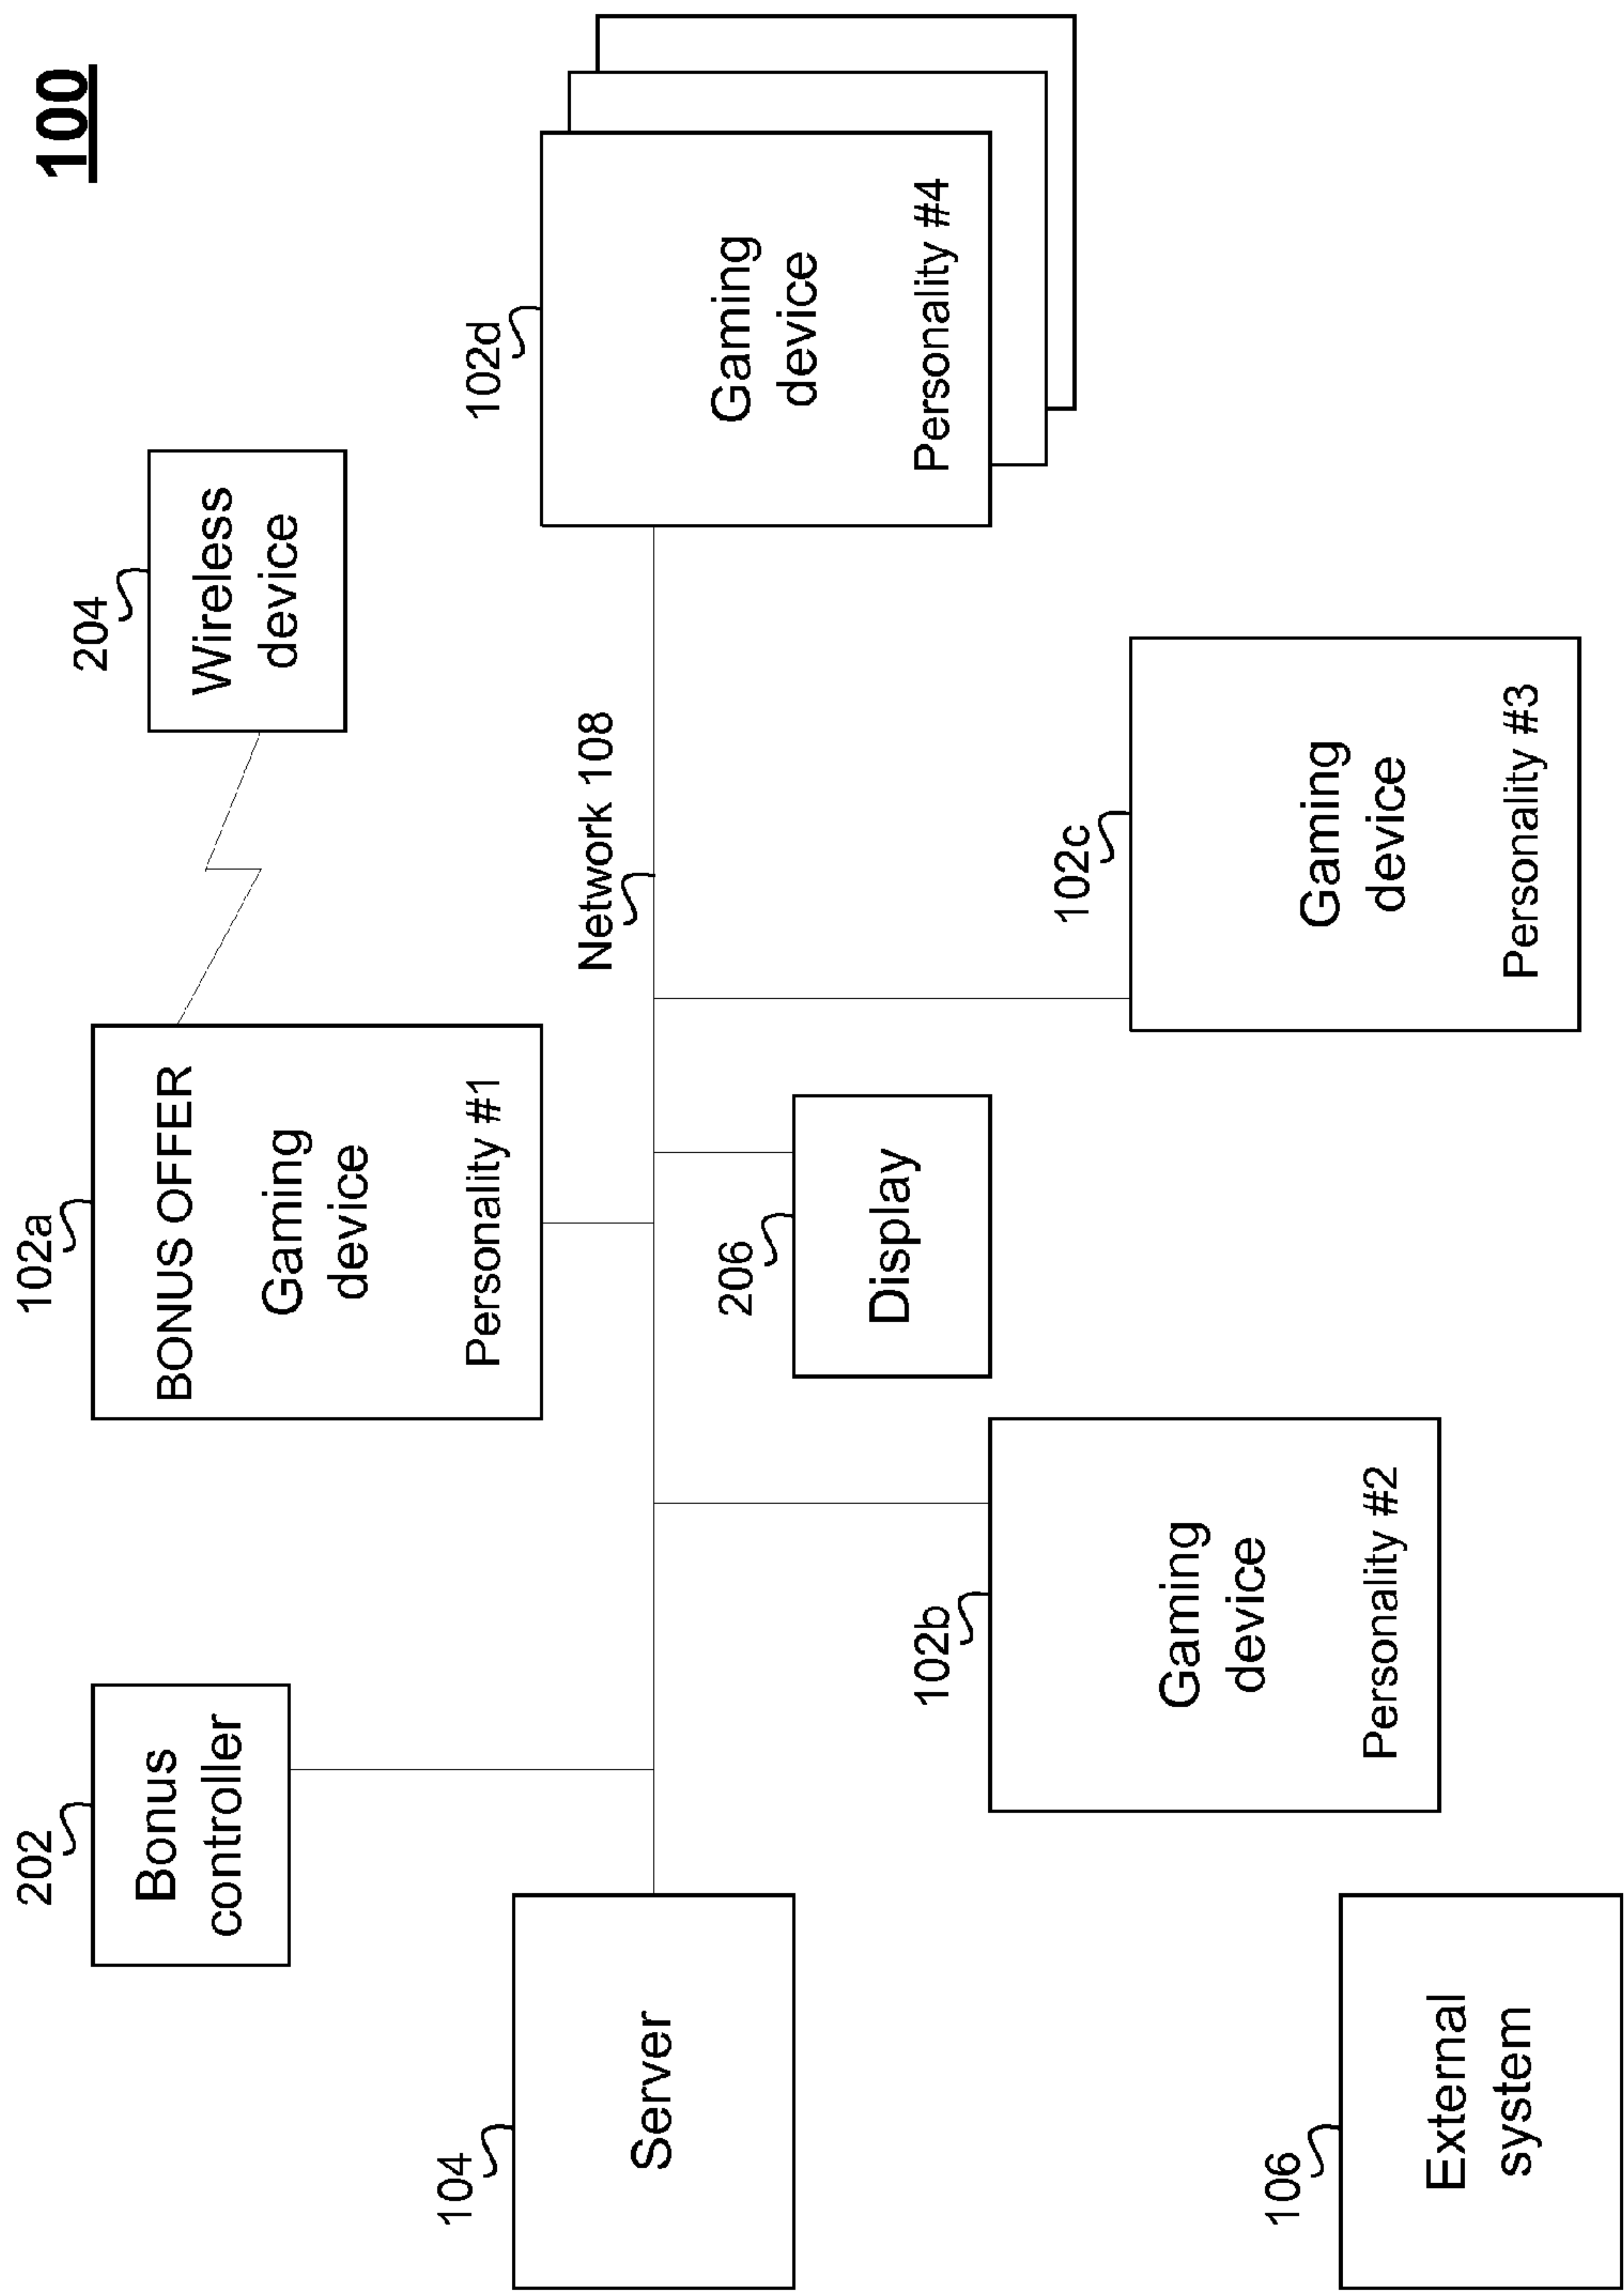 100
202
Bonus
controller
102a
BONUS OFFER
Gaming
device
Personality #1
204
Wireless
device
104
Server
Network 108
102d
Gaming
device
Personality #4
206
Display
102b
Gaming
device
Personality #2
102c
Gaming
device
Personality #3
106
External
system